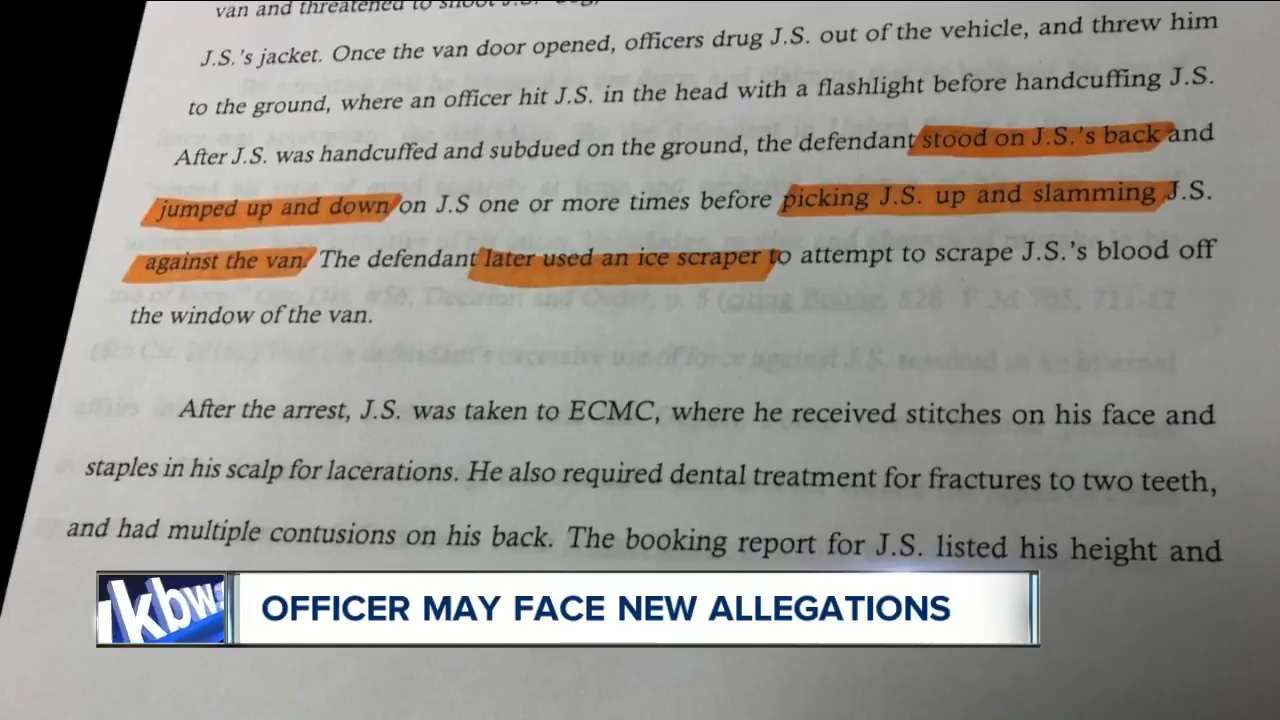 van and threatened to shoot J.S.
J.S.'s jacket. Once the van door opened, officers drug J.S. out of the vehicle, and threw him
to the ground, where an officer hit J.S. in the head with a flashlight before handcuffing J.S.
After J.S. was handcuffed and subdued on the ground, the defendant stood on J.S.'s back and
jumped up and down on J.S one or more times before picking J.S. up and slamming J.S.
against the van. The defendant later used an ice scraper to attempt to scrape J.S.'s blood off
the window of the van.
After the arrest, J.S. was taken to ECMC, where he received stitches on his face and
staples in his scalp for lacerations. He also required dental treatment for fractures to two teeth,
and had multiple contusions on his back. The booking report for J.S. listed his height and
kbw
OFFICER MAY FACE NEW ALLEGATIONS